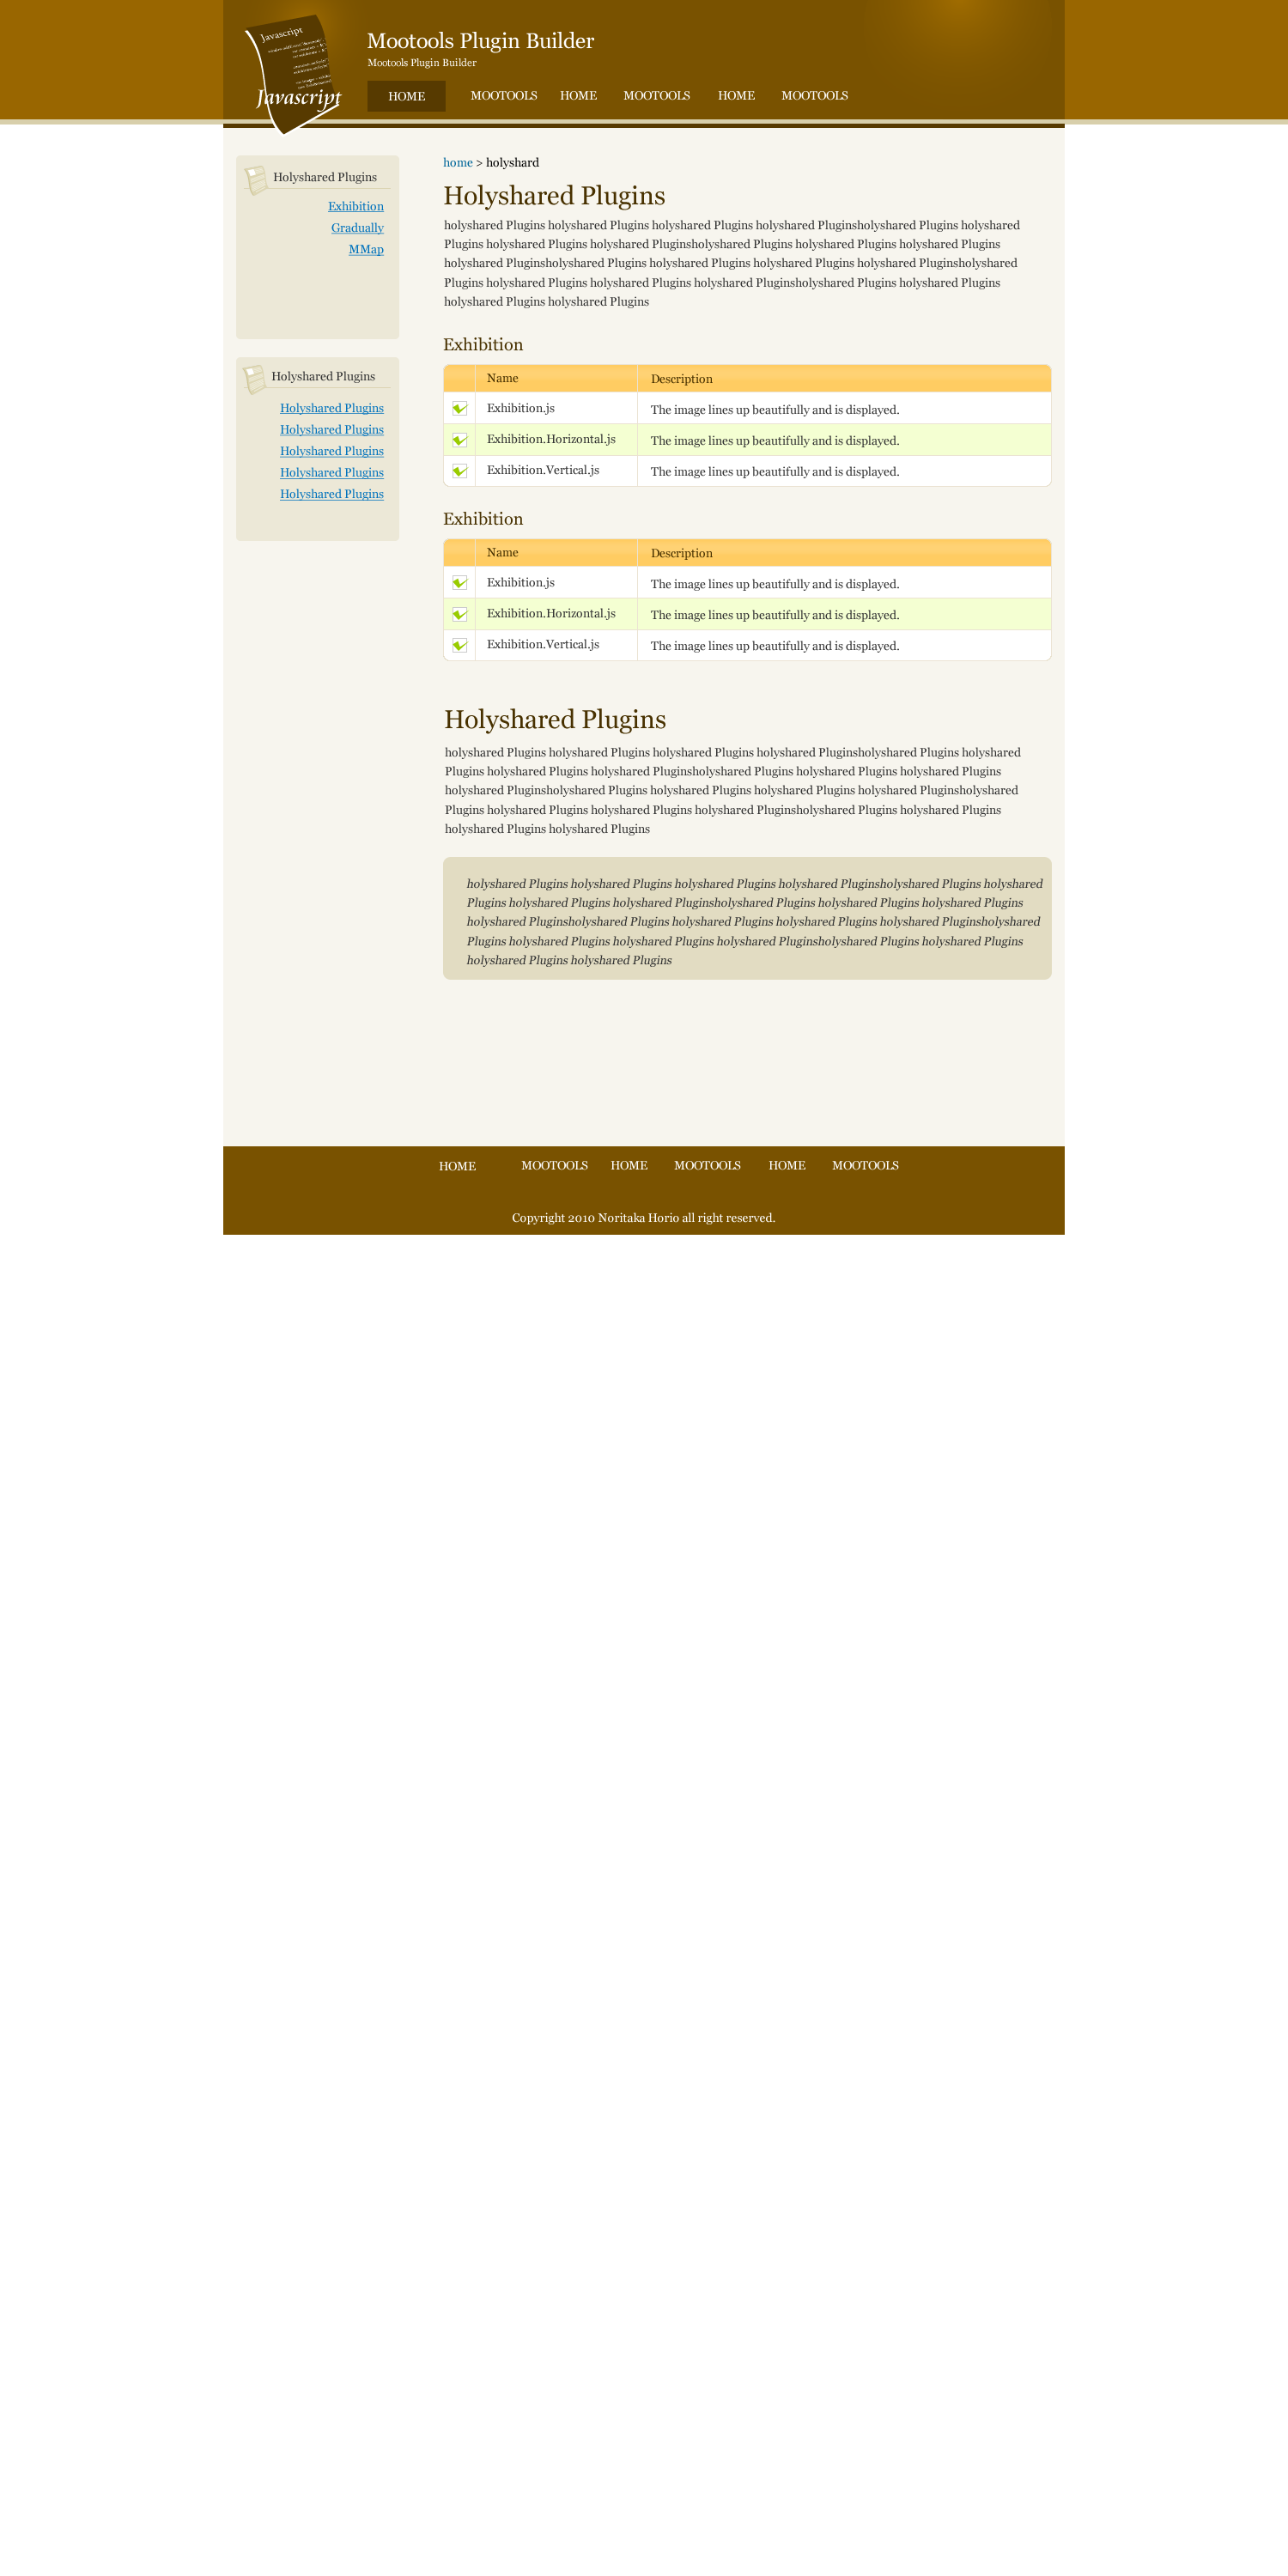 Javascript
Javascript
Mootools Plugin Builder
Mootools Plugin Builder
HOME MOOTOOLS HOME MOOTOOLS HOME MOOTOOLS
Holyshared Plugins
Exhibition
Gradually
MMap
Holyshared Plugins
Holyshared Plugins
Holyshared Plugins
Holyshared Plugins
Holyshared Plugins
Holyshared Plugins
home > holyshard
Holyshared Plugins
holyshared Plugins holyshared Plugins holyshared Plugins holyshared Pluginsholyshared Plugins holyshared
Plugins holyshared Plugins holyshared Pluginsholyshared Plugins holyshared Plugins holyshared Plugins
holyshared Pluginsholyshared Plugins holyshared Plugins holyshared Plugins holyshared Pluginsholyshared
Plugins holyshared Plugins holyshared Plugins holyshared Pluginsholyshared Plugins holyshared Plugins
holyshared Plugins holyshared Plugins
Exhibition
Name Description
Exhibition.js The image lines up beautifully and is displayed.
Exhibition.Horizontal.js The image lines up beautifully and is displayed.
Exhibition.Vertical.js The image lines up beautifully and is displayed.
Exhibition
Name Description
Exhibition.js The image lines up beautifully and is displayed.
Exhibition.Horizontal.js The image lines up beautifully and is displayed.
Exhibition.Vertical.js The image lines up beautifully and is displayed.
Holyshared Plugins
holyshared Plugins holyshared Plugins holyshared Plugins holyshared Pluginsholyshared Plugins holyshared
Plugins holyshared Plugins holyshared Pluginsholyshared Plugins holyshared Plugins holyshared Plugins
holyshared Pluginsholyshared Plugins holyshared Plugins holyshared Plugins holyshared Pluginsholyshared
Plugins holyshared Plugins holyshared Plugins holyshared Pluginsholyshared Plugins holyshared Plugins
holyshared Plugins holyshared Plugins
holyshared Plugins holyshared Plugins holyshared Plugins holyshared Pluginsholyshared Plugins holyshared
Plugins holyshared Plugins holyshared Pluginsholyshared Plugins holyshared Plugins holyshared Plugins
holyshared Pluginsholyshared Plugins holyshared Plugins holyshared Plugins holyshared Pluginsholyshared
Plugins holyshared Plugins holyshared Plugins holyshared Pluginsholyshared Plugins holyshared Plugins
holyshared Plugins holyshared Plugins
HOME MOOTOOLS HOME MOOTOOLS HOME MOOTOOLS
Copyright 2010 Noritaka Horio all right reserved.